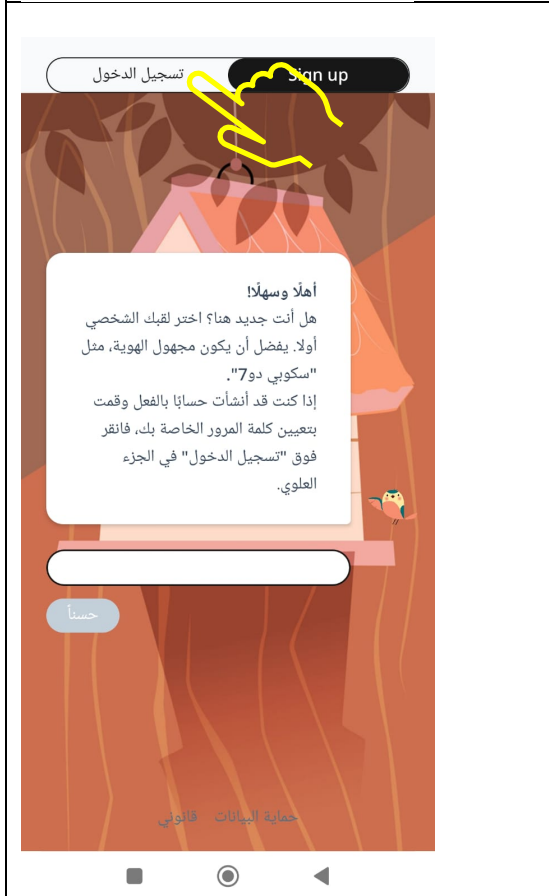 تسجيل الدخول
Sign up
أهلًا وسهلًا!
هل أنت جديد هنا؟ اختر لقبك الشخصي
أولا. يفضل أن يكون مجهول الهوية، مثل
"سكوبي دو7".
إذا كنت قد أنشأت حسابًا بالفعل وقمت
بتعيين كلمة المرور الخاصة بك، فانقر
فوق "تسجيل الدخول" في الجزء
العلوي.
حسناً
حماية البيانات قانوني